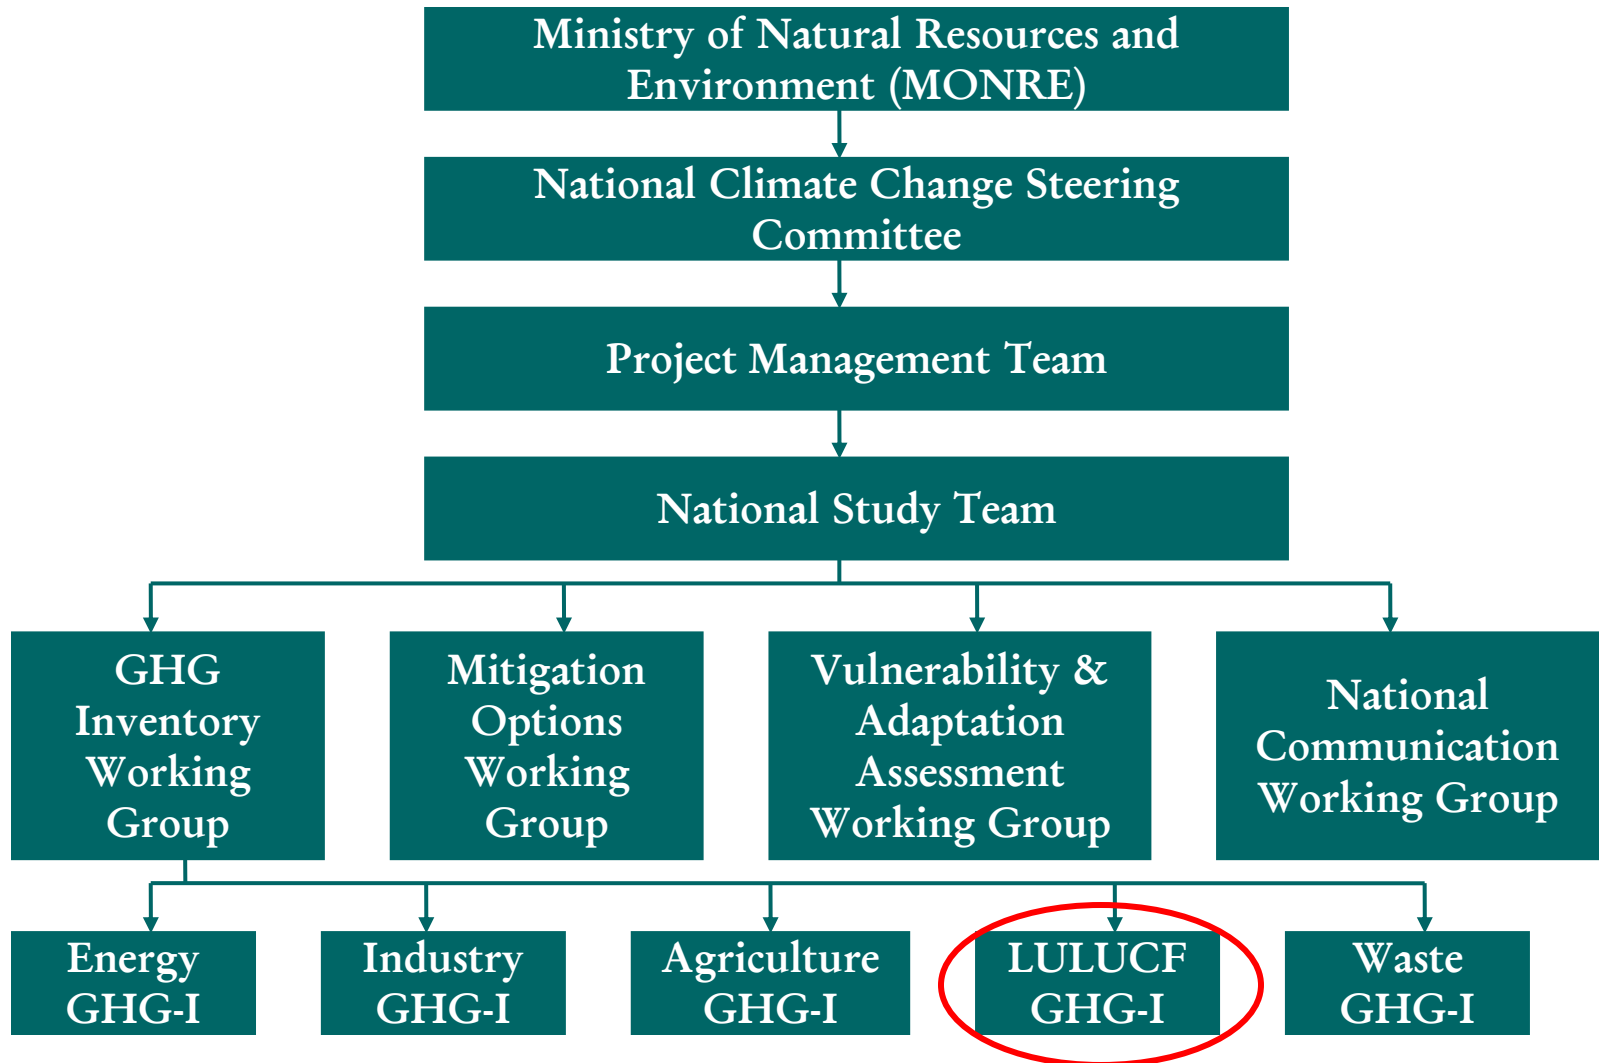 Ministry of Natural Resources and
Environment (MONRE)
National Climate Change Steering
Committee
Project Management Team
National Study Team
GHG
Inventory
Working
Group
Mitigation
Options
Working
Group
Vulnerability &
Adaptation
Assessment
Working Group
National
Communication
Working Group
Energy
GHG-I
Industry
GHG-I
Agriculture
GHG-I
LULUCF
GHG-I
Waste
GHG-I